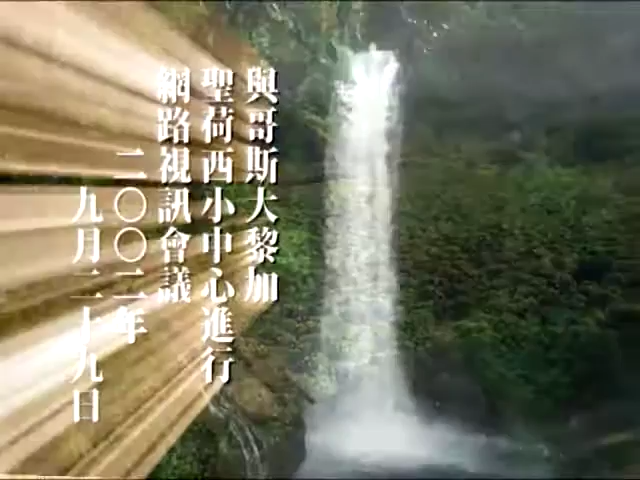 與哥斯大黎加
聖荷西小中心進行
網路視訊會議
二〇〇二年
九月二十九日